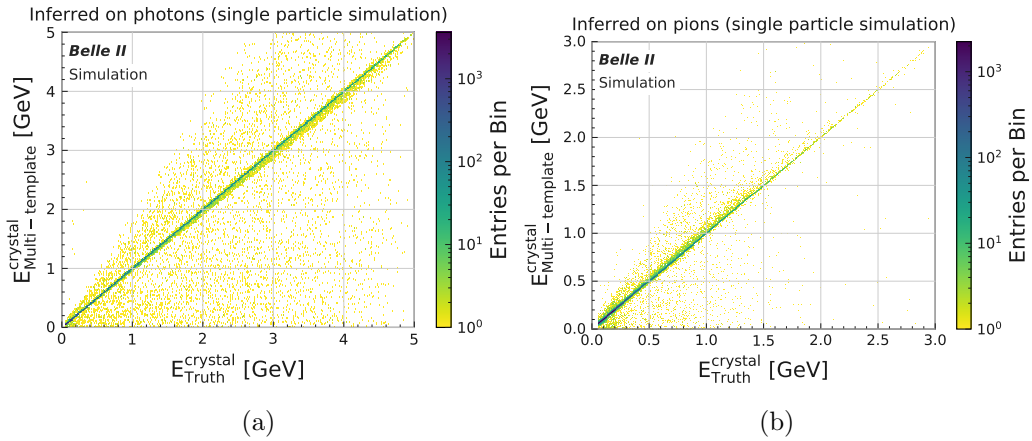 Inferred on photons (single particle simulation)
Belle II
Simulation
E^crystal_Multi−template [GeV]
5
4
3
2
1
0
0 1 2 3 4 5
E^crystal_Truth [GeV]
10^3
10^2
10^1
10^0
Entries per Bin
(a)
Inferred on pions (single particle simulation)
Belle II
Simulation
E^crystal_Multi−template [GeV]
3.0
2.5
2.0
1.5
1.0
0.5
0.0
0.0 0.5 1.0 1.5 2.0 2.5 3.0
E^crystal_Truth [GeV]
10^3
10^2
10^1
10^0
Entries per Bin
(b)